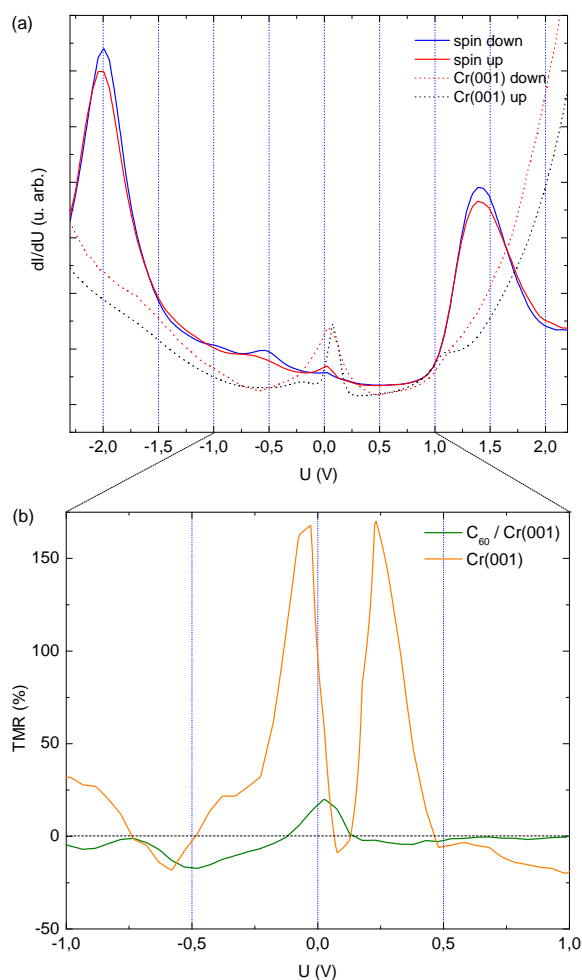 (a)
spin down
spin up
Cr(001) down
Cr(001) up
dI/dU (u. arb.)
-2,0 -1,5 -1,0 -0,5 0,0 0,5 1,0 1,5 2,0
U (V)
(b)
C60 / Cr(001)
Cr(001)
150
100
50
0
-50
TMR (%)
-1,0 -0,5 0,0 0,5 1,0
U (V)